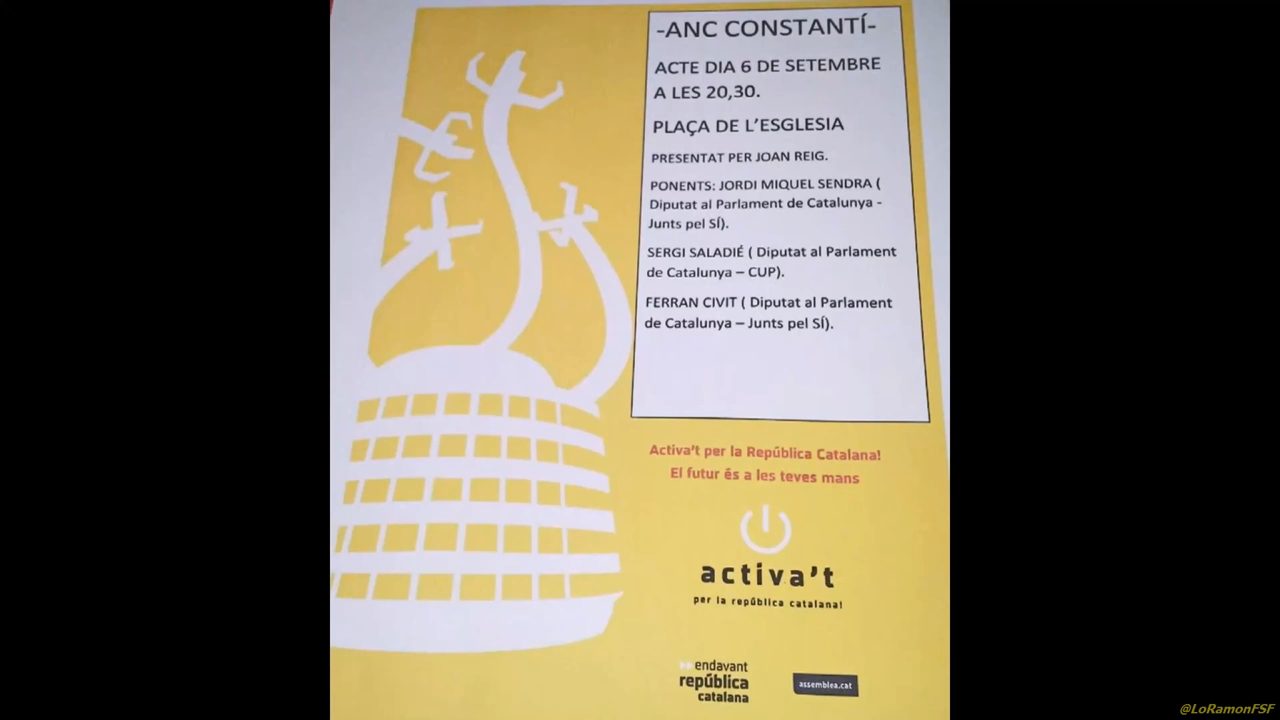 -ANC CONSTANTÍ-
ACTE DIA 6 DE SETEMBRE
A LES 20,30.
PLAÇA DE L'ESGLESIA
PRESENTAT PER JOAN REIG.
PONENTS: JORDI MIQUEL SENDRA (
Diputat al Parlament de Catalunya -
Junts pel SÍ).
SERGI SALADIÉ ( Diputat al Parlament
de Catalunya – CUP).
FERRAN CIVIT ( Diputat al Parlament
de Catalunya – Junts pel SÍ).
Activa't per la República Catalana!
El futur és a les teves mans
activa't
per la república catalana!
endavant
república
catalana
assemblea.cat
@LoRamonFSF